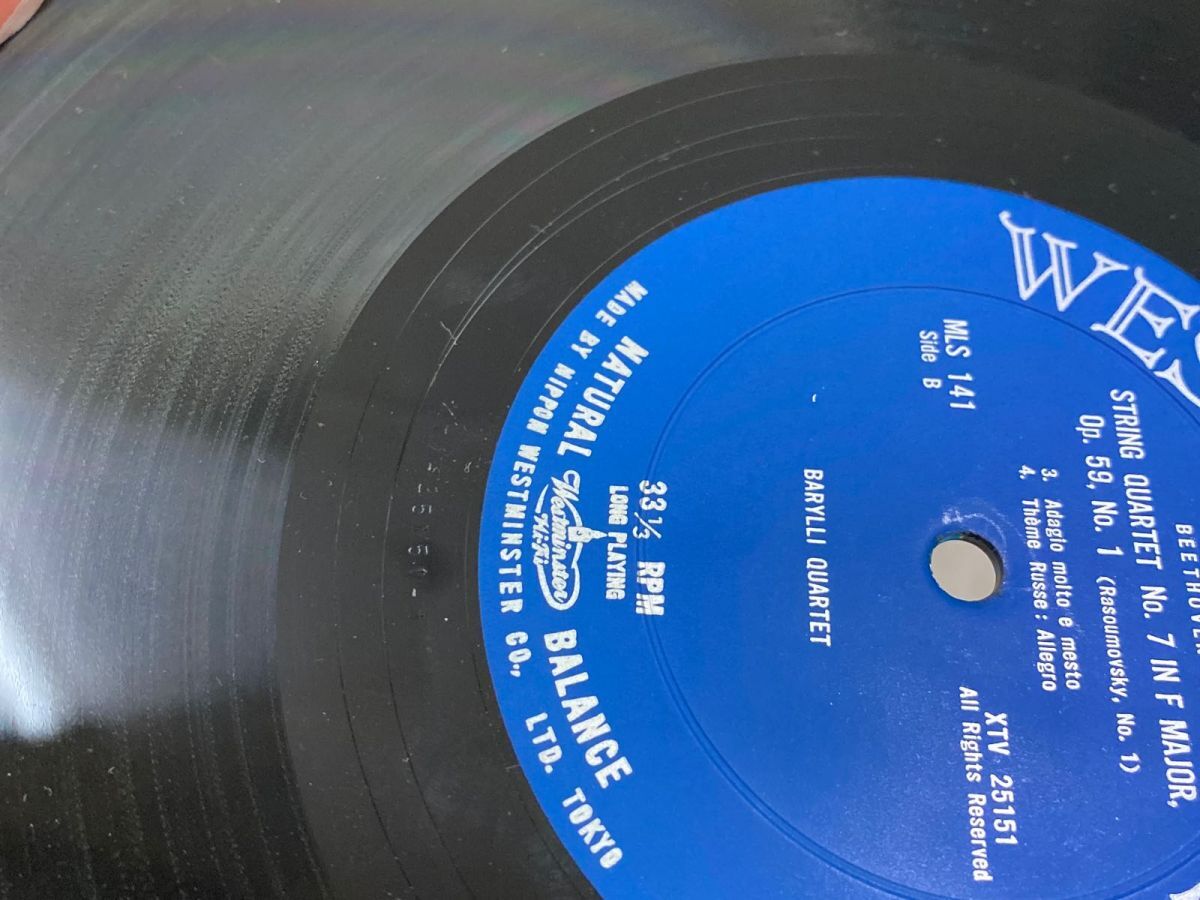 WES
BEETHOVEN
STRING QUARTET No. 7 IN F MAJOR,
Op. 59, No. 1 (Rasoumovsky, No. 1)
3. Adagio molto e mesto
4. Thème Russe : Allegro
MLS 141
Side B
XTV 25151
All Rights Reserved
BARYLLI QUARTET
33 1/3 RPM
LONG PLAYING
NATURAL Westminster Hi-Fi BALANCE
MADE BY NIPPON WESTMINSTER CO., LTD. TOKYO